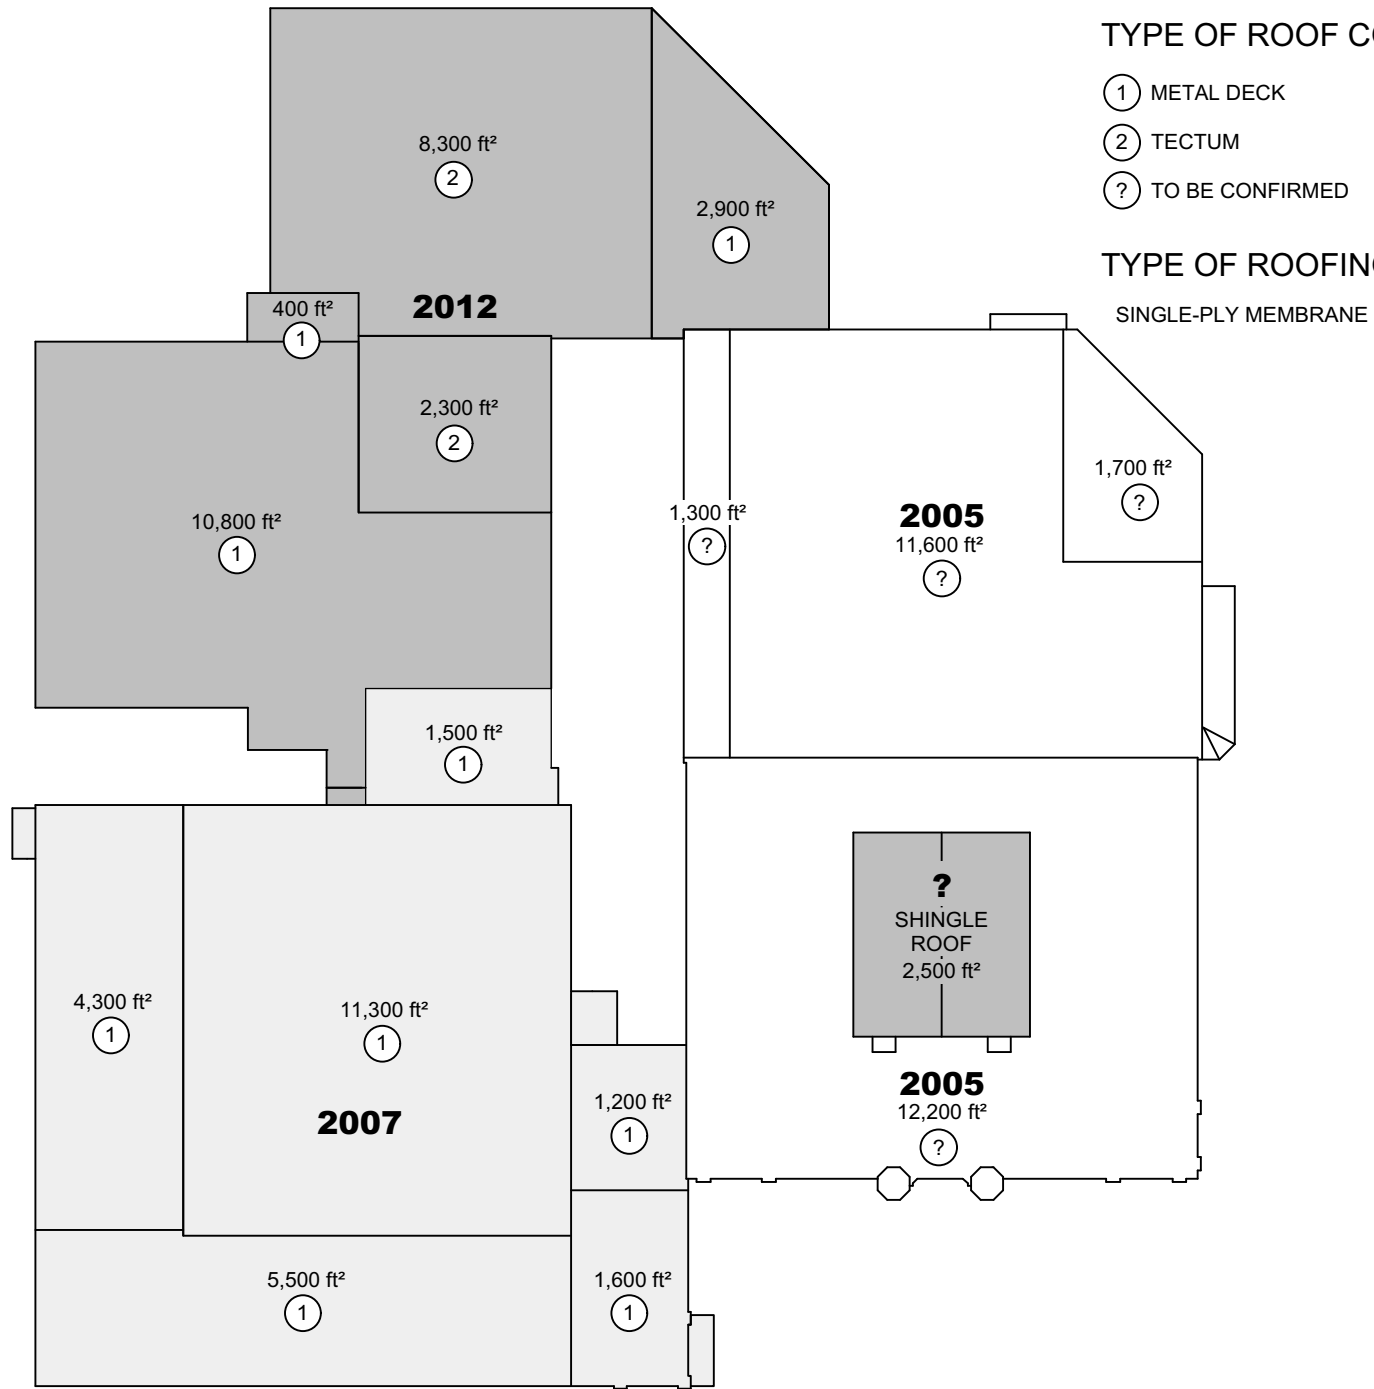 TYPE OF ROOF
1 METAL DECK
2 TECTUM
? TO BE CONFIRMED
TYPE OF ROOFING
SINGLE-PLY MEMBRANE
8,300 ft²
2
2,900 ft²
1
400 ft²
1
2012
2,300 ft²
2
10,800 ft²
1
1,300 ft²
?
2005
11,600 ft²
?
1,700 ft²
?
1,500 ft²
1
?
SHINGLE
ROOF
2,500 ft²
4,300 ft²
1
11,300 ft²
1
2007
1,200 ft²
1
2005
12,200 ft²
?
5,500 ft²
1
1,600 ft²
1